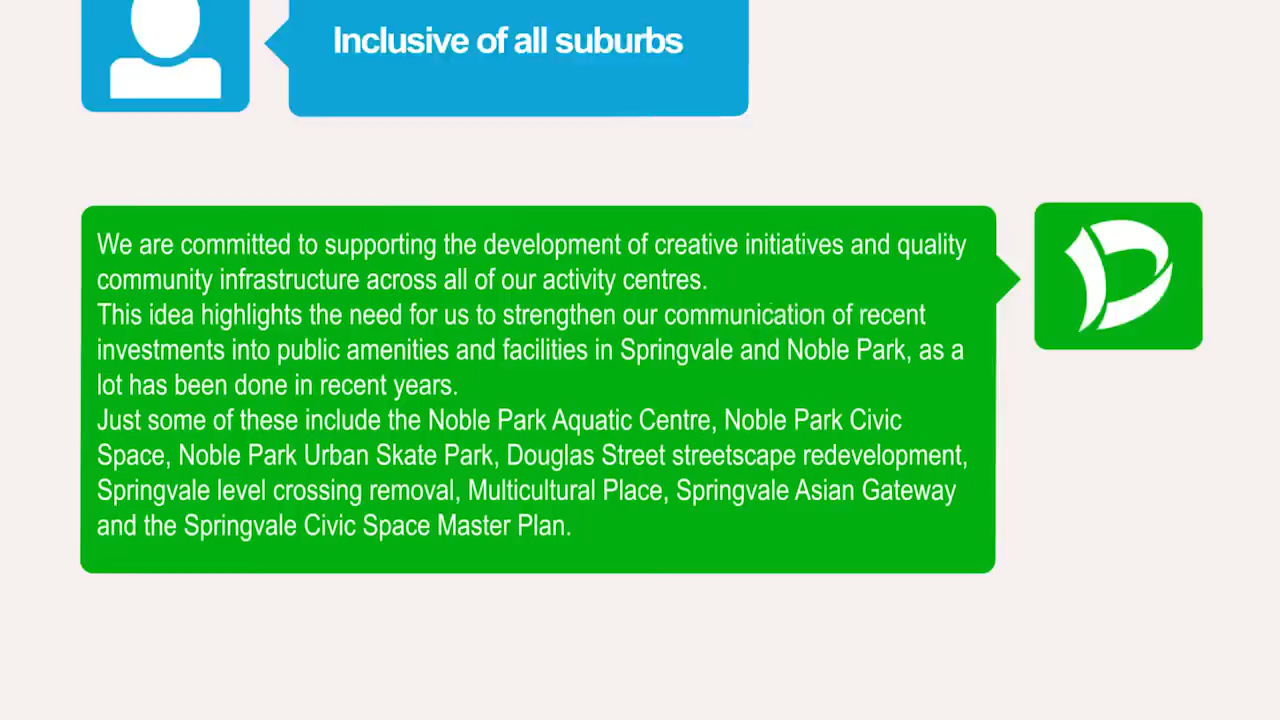 Inclusive of all suburbs
We are committed to supporting the development of creative initiatives and quality
community infrastructure across all of our activity centres.
This idea highlights the need for us to strengthen our communication of recent
investments into public amenities and facilities in Springvale and Noble Park, as a
lot has been done in recent years.
Just some of these include the Noble Park Aquatic Centre, Noble Park Civic
Space, Noble Park Urban Skate Park, Douglas Street streetscape redevelopment,
Springvale level crossing removal, Multicultural Place, Springvale Asian Gateway
and the Springvale Civic Space Master Plan.